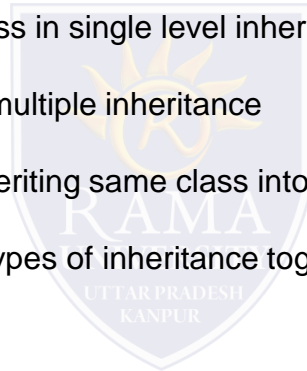 ss in single level inher
multiple inheritance
eriting same class into
ypes of inheritance tog
RAMA
UNIVERSITY
UTTAR PRADESH
KANPUR